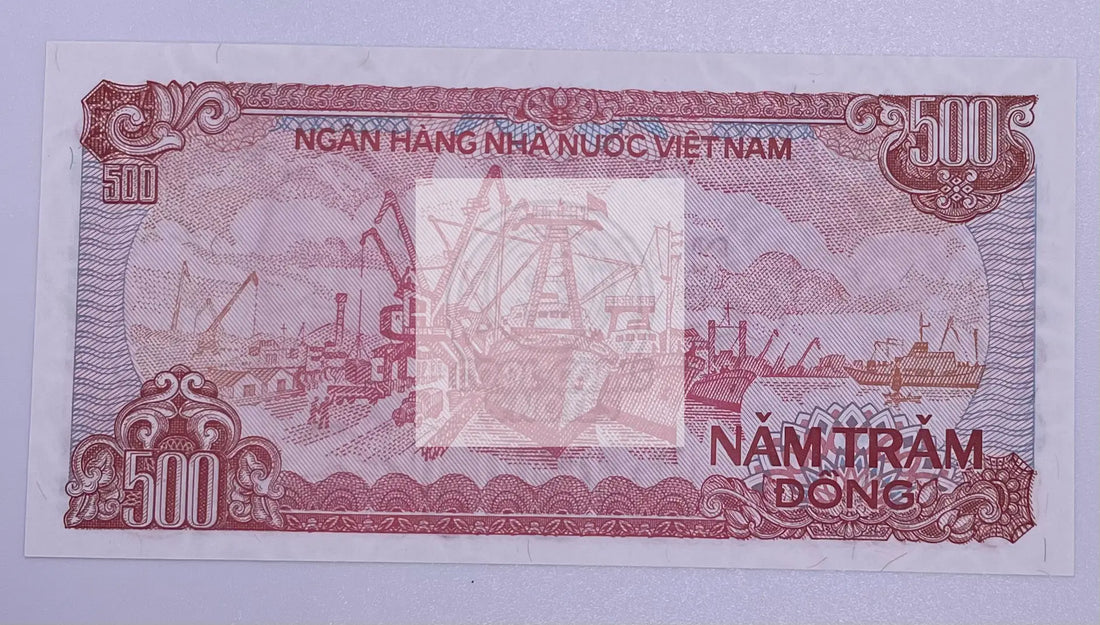 NGÂN HÀNG NHÀ NƯỚC VIỆT NAM
500
500
500
NĂM TRĂM
ĐỒNG